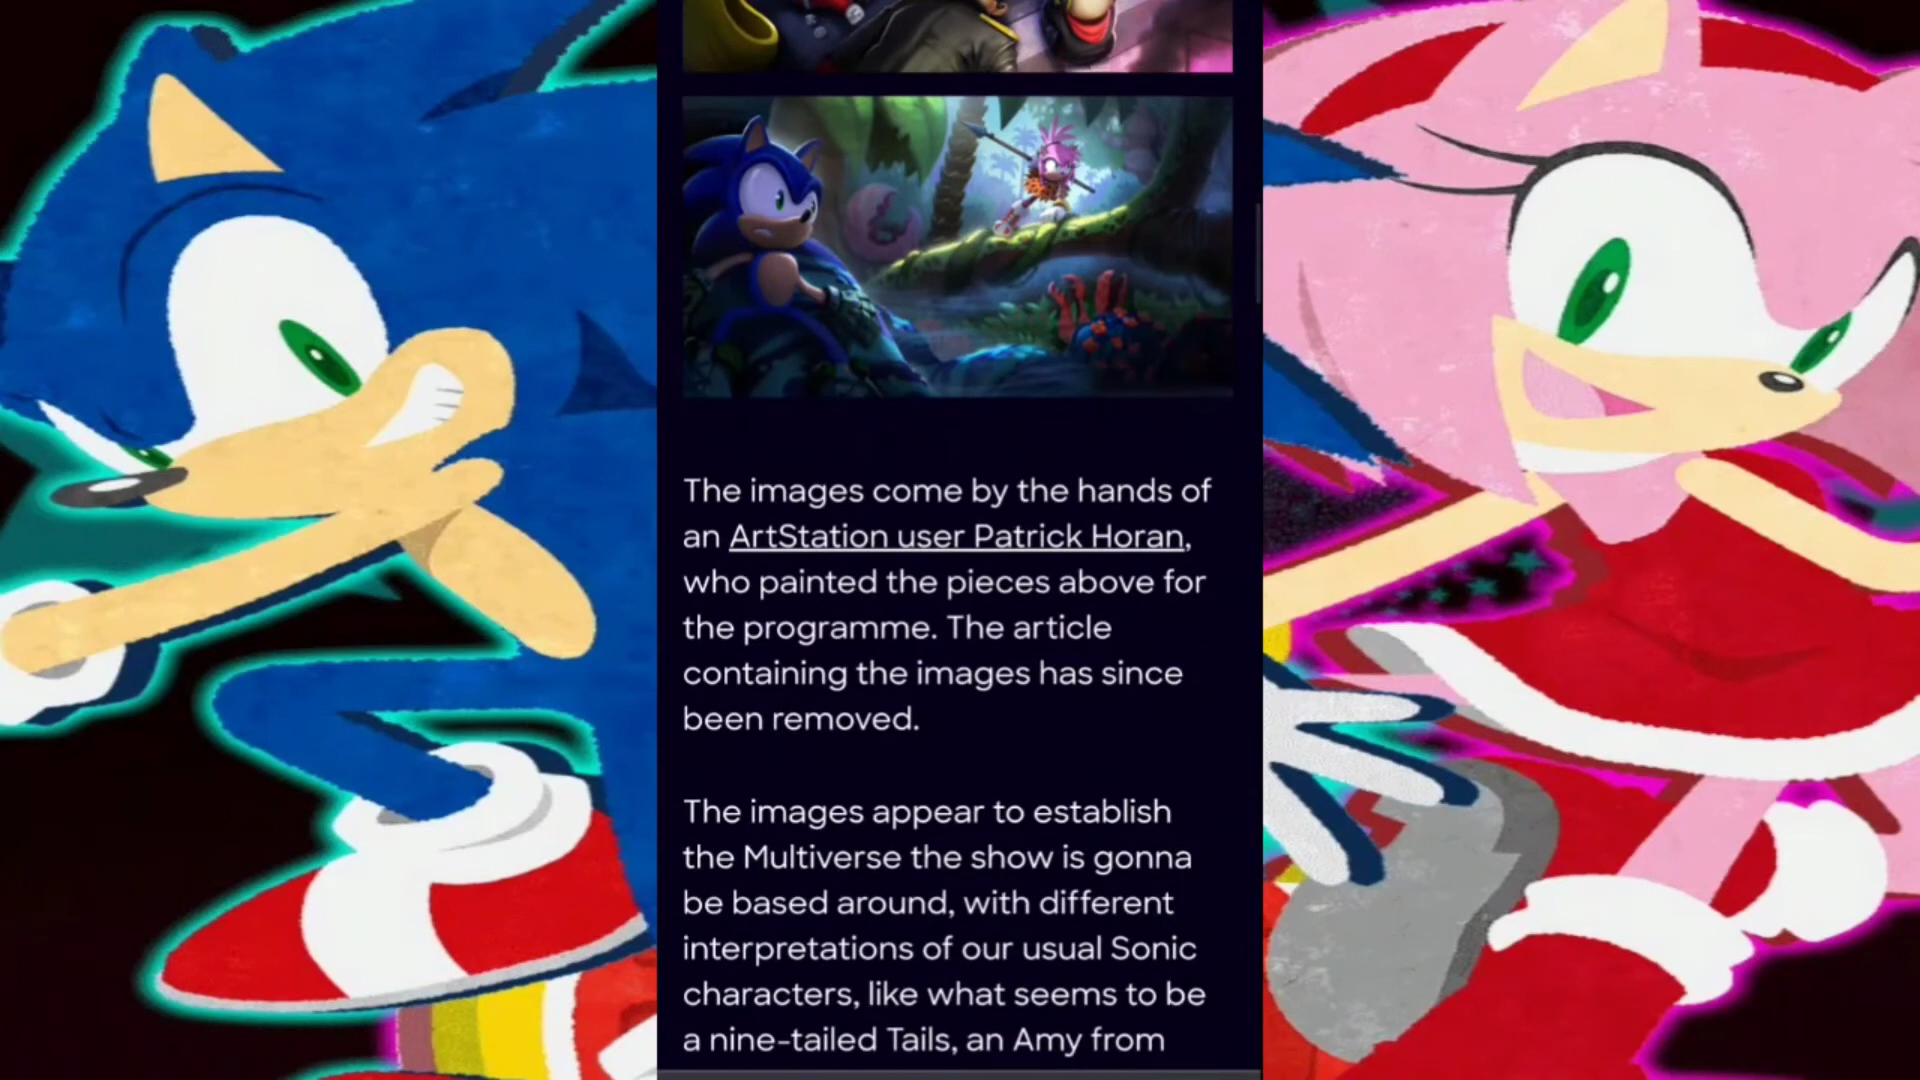 The images come by the hands of
an ArtStation user Patrick Horan,
who painted the pieces above for
the programme. The article
containing the images has since
been removed.
The images appear to establish
the Multiverse the show is gonna
be based around, with different
interpretations of our usual Sonic
characters, like what seems to be
a nine-tailed Tails, an Amy from